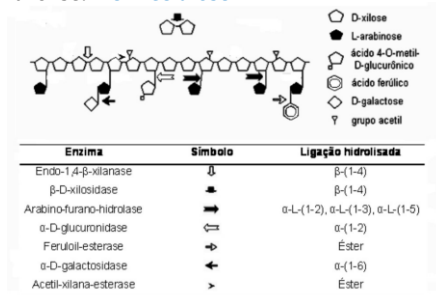 D-xilose
L-arabinose
ácido 4-O-metil-
D-glucurônico
ácido ferúlico
D-galactose
grupo acetil
Enzima Símbolo Ligação hidrolisada
Endo-1,4-β-xilanase β-(1-4)
β-D-xilosidase β-(1-4)
Arabino-furano-hidrolase α-L-(1-2), α-L-(1-3), α-L-(1-5)
α-D-glucuronidase α-(1-2)
Feruloil-esterase Éster
α-D-galactosidase α-(1-6)
Acetil-xilana-esterase Éster